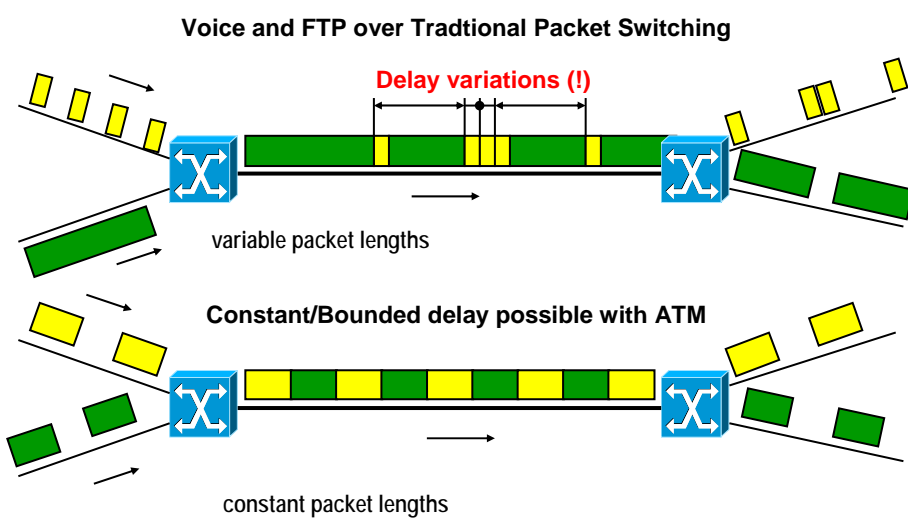 Voice and FTP over Tradtional Packet Switching
Delay variations (!)
variable packet lengths
Constant/Bounded delay possible with ATM
constant packet lengths